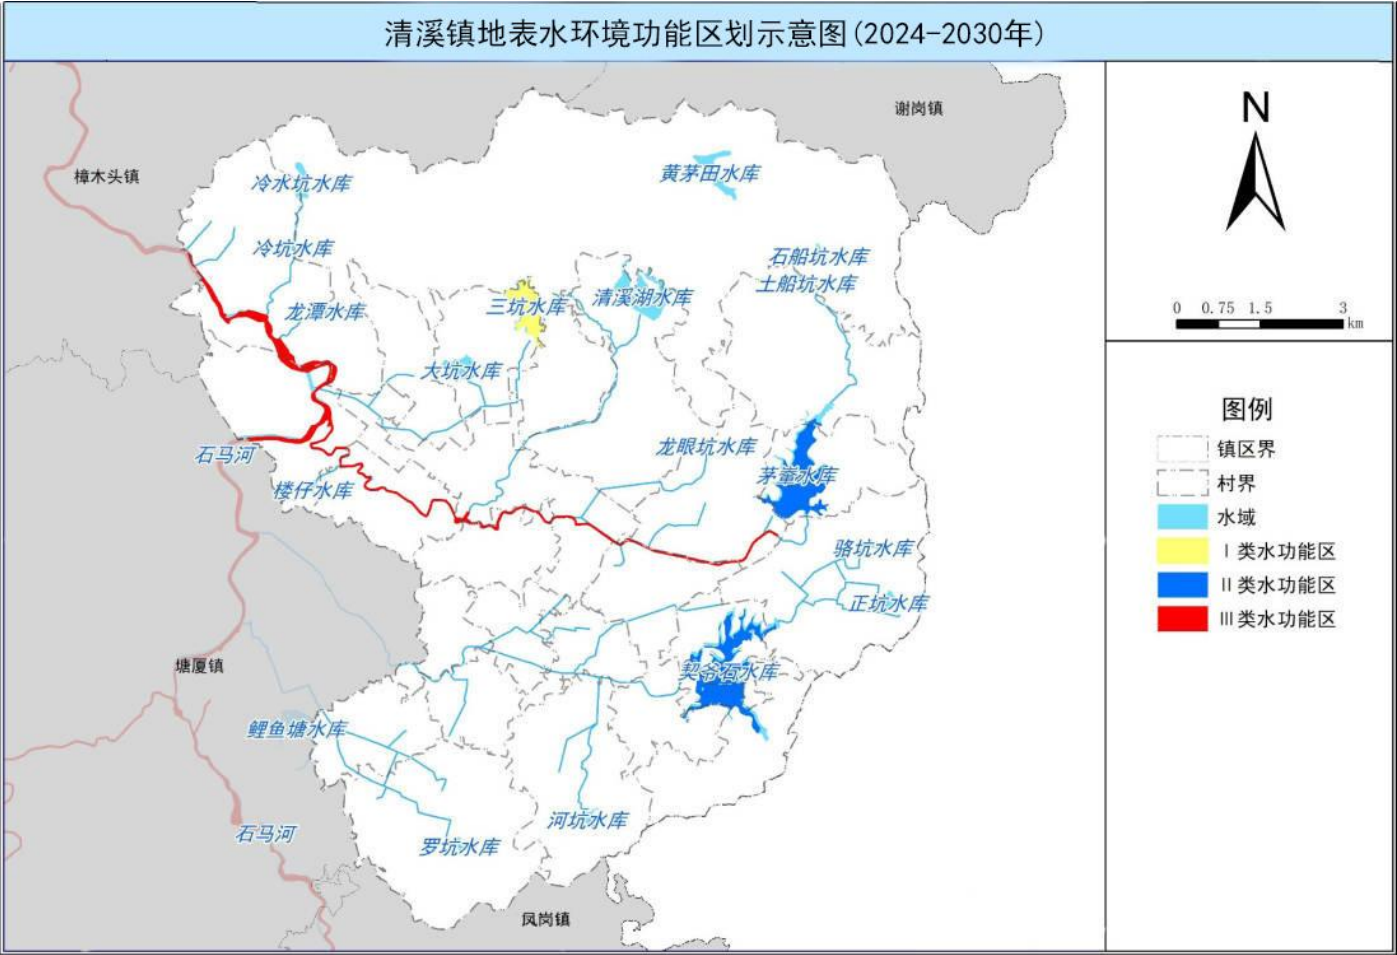 清溪镇地表水环境功能区划示意图(2024-2030年)
谢岗镇
樟木头镇
冷水坑水库
黄茅田水库
冷坑水库
石船坑水库
土船坑水库
龙潭水库
三坑水库
清溪湖水库
大坑水库
石马河
龙眼坑水库
茅輋水库
楼仔水库
骆坑水库
正坑水库
塘厦镇
契爷石水库
鲤鱼塘水库
石马河
河坑水库
罗坑水库
凤岗镇
N
0 0.75 1.5 3
km
图例
镇区界
村界
水域
Ⅰ类水功能区
Ⅱ类水功能区
Ⅲ类水功能区